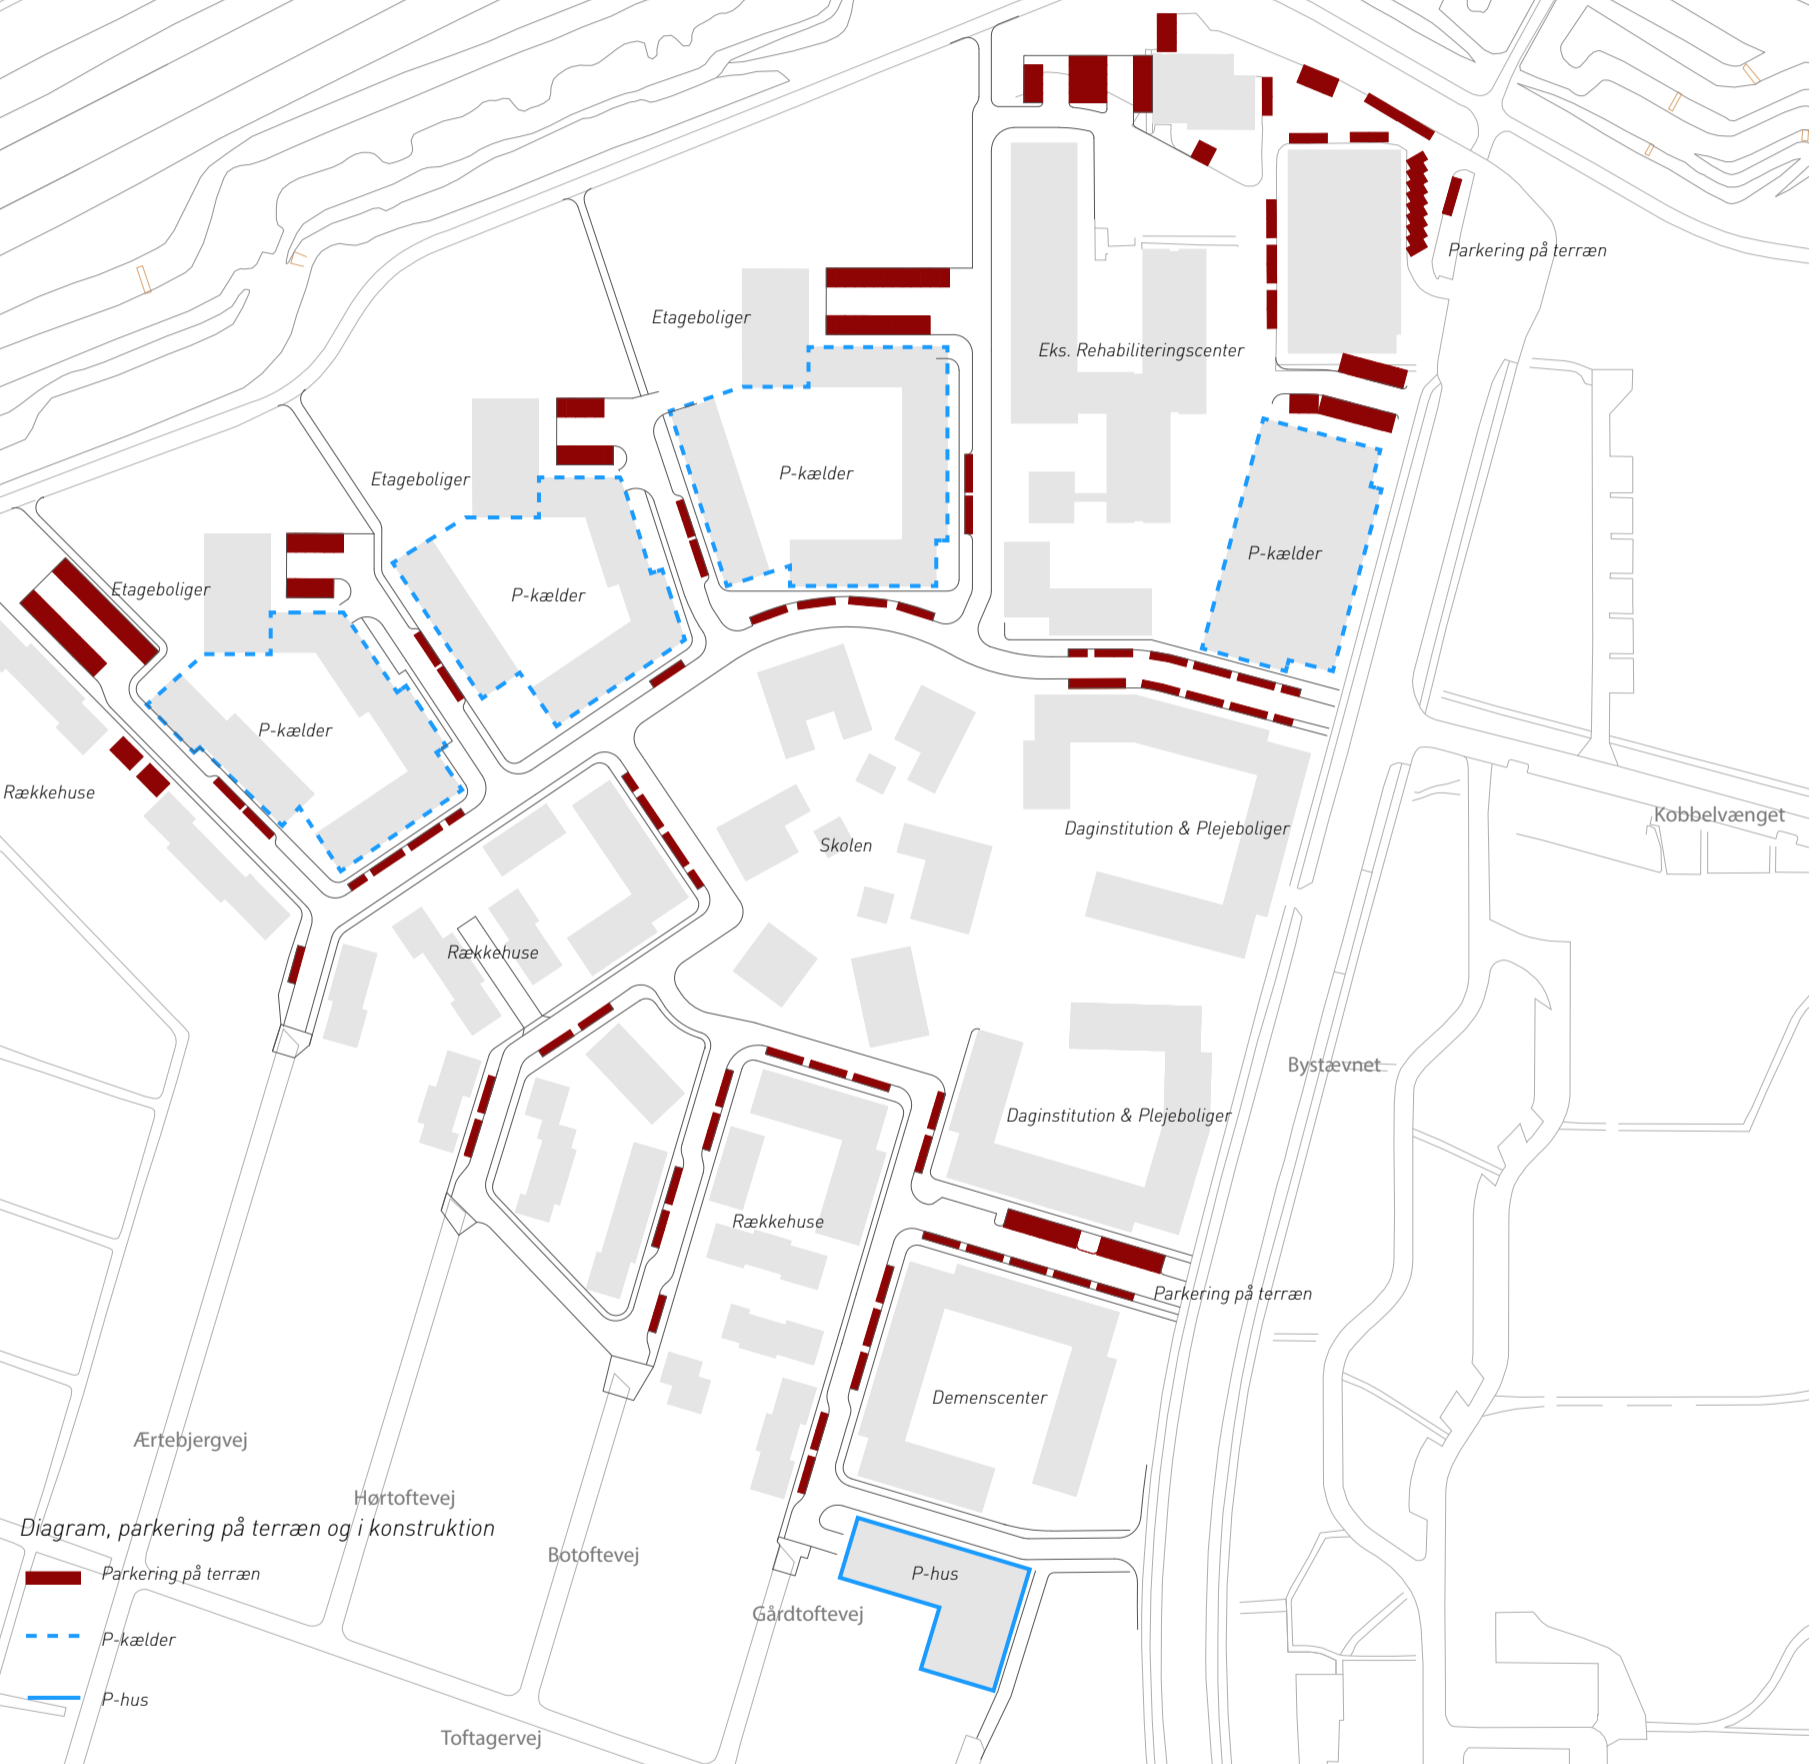 Parkering på terræn
Etageboliger
Eks. Rehabiliteringscenter
P-kælder
Etageboliger
P-kælder
Etageboliger
P-kælder
P-kælder
Rækkehuse
Kobbelvænget
Daginstitution & Plejeboliger
Skolen
Rækkehuse
Bystævnet
Daginstitution & Plejeboliger
Rækkehuse
Parkering på terræn
Demenscenter
Ærtebjergvej
Hørtoftevej
Botoftevej
P-hus
Gårdtoftevej
Toftagervej
Diagram, parkering på terræn og i konstruktion
Parkering på terræn
P-kælder
P-hus